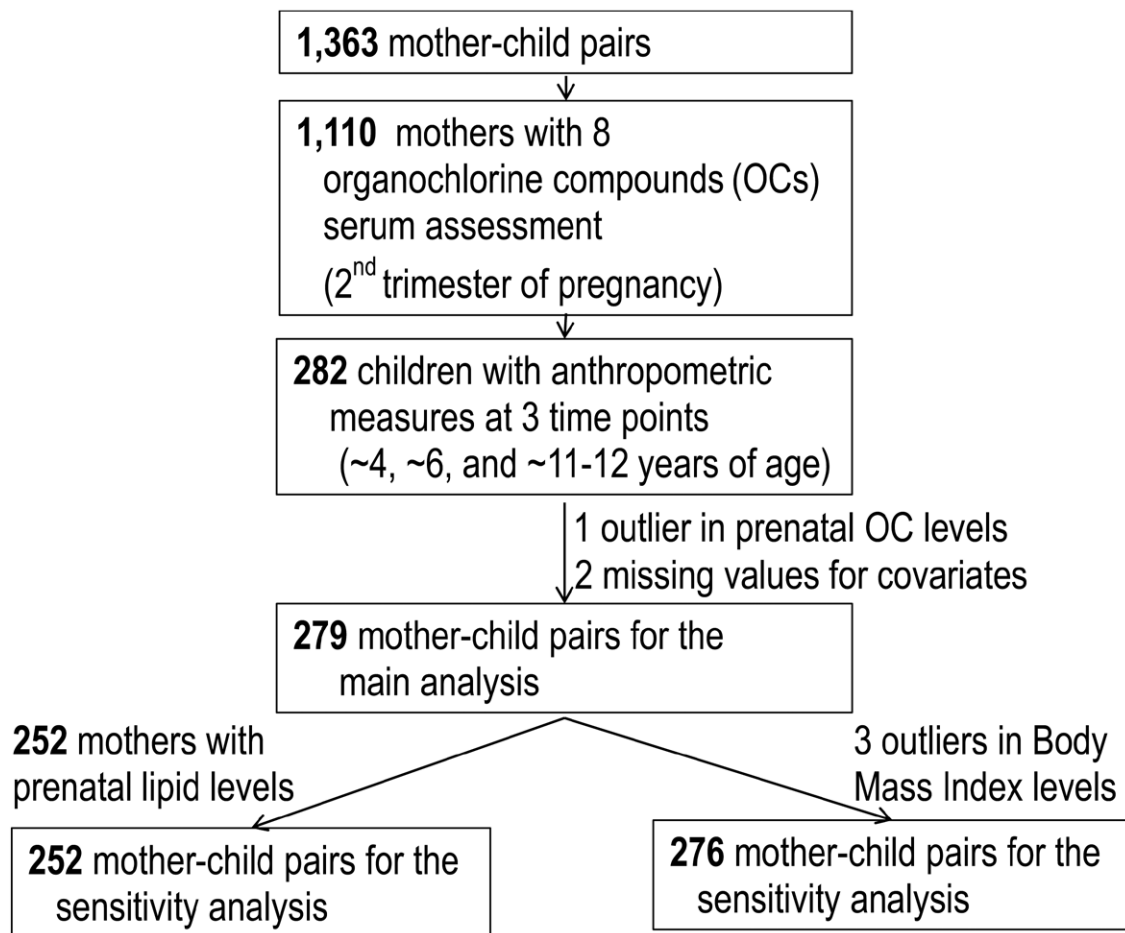 1,363 mother-child pairs
1,110 mothers with 8
organochlorine compounds (OCs)
serum assessment
(2nd trimester of pregnancy)
282 children with anthropometric
measures at 3 time points
(~4, ~6, and ~11-12 years of age)
1 outlier in prenatal OC levels
2 missing values for covariates
279 mother-child pairs for the
main analysis
252 mothers with
prenatal lipid levels
3 outliers in Body
Mass Index levels
252 mother-child pairs for the
sensitivity analysis
276 mother-child pairs for the
sensitivity analysis